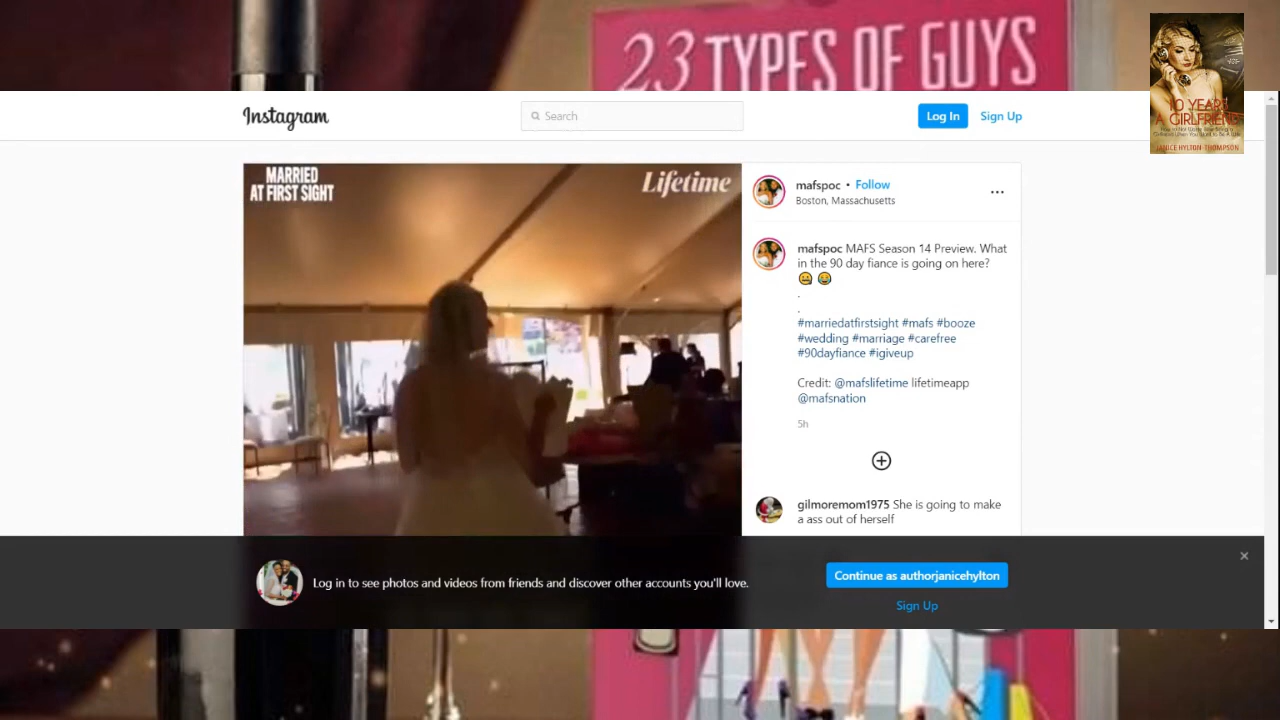 23 TYPES OF GUYS
10 YEARS
A GIRLFRIEND
JANICE HYLTON-THOMPSON
Instagram
Search
Log In
Sign Up
MARRIED
AT FIRST SIGHT
Lifetime
mafspoc • Follow
Boston, Massachusetts
mafspoc MAFS Season 14 Preview. What
in the 90 day fiance is going on here?
😬 😂
.
.
#marriedatfirstsight #mafs #booze
#wedding #marriage #carefree
#90dayfiance #igiveup
Credit: @mafslifetime lifetimeapp
@mafsnation
5h
gilmoremom1975 She is going to make
a ass out of herself
Log in to see photos and videos from friends and discover other accounts you'll love.
Continue as authorjanicehylton
Sign Up